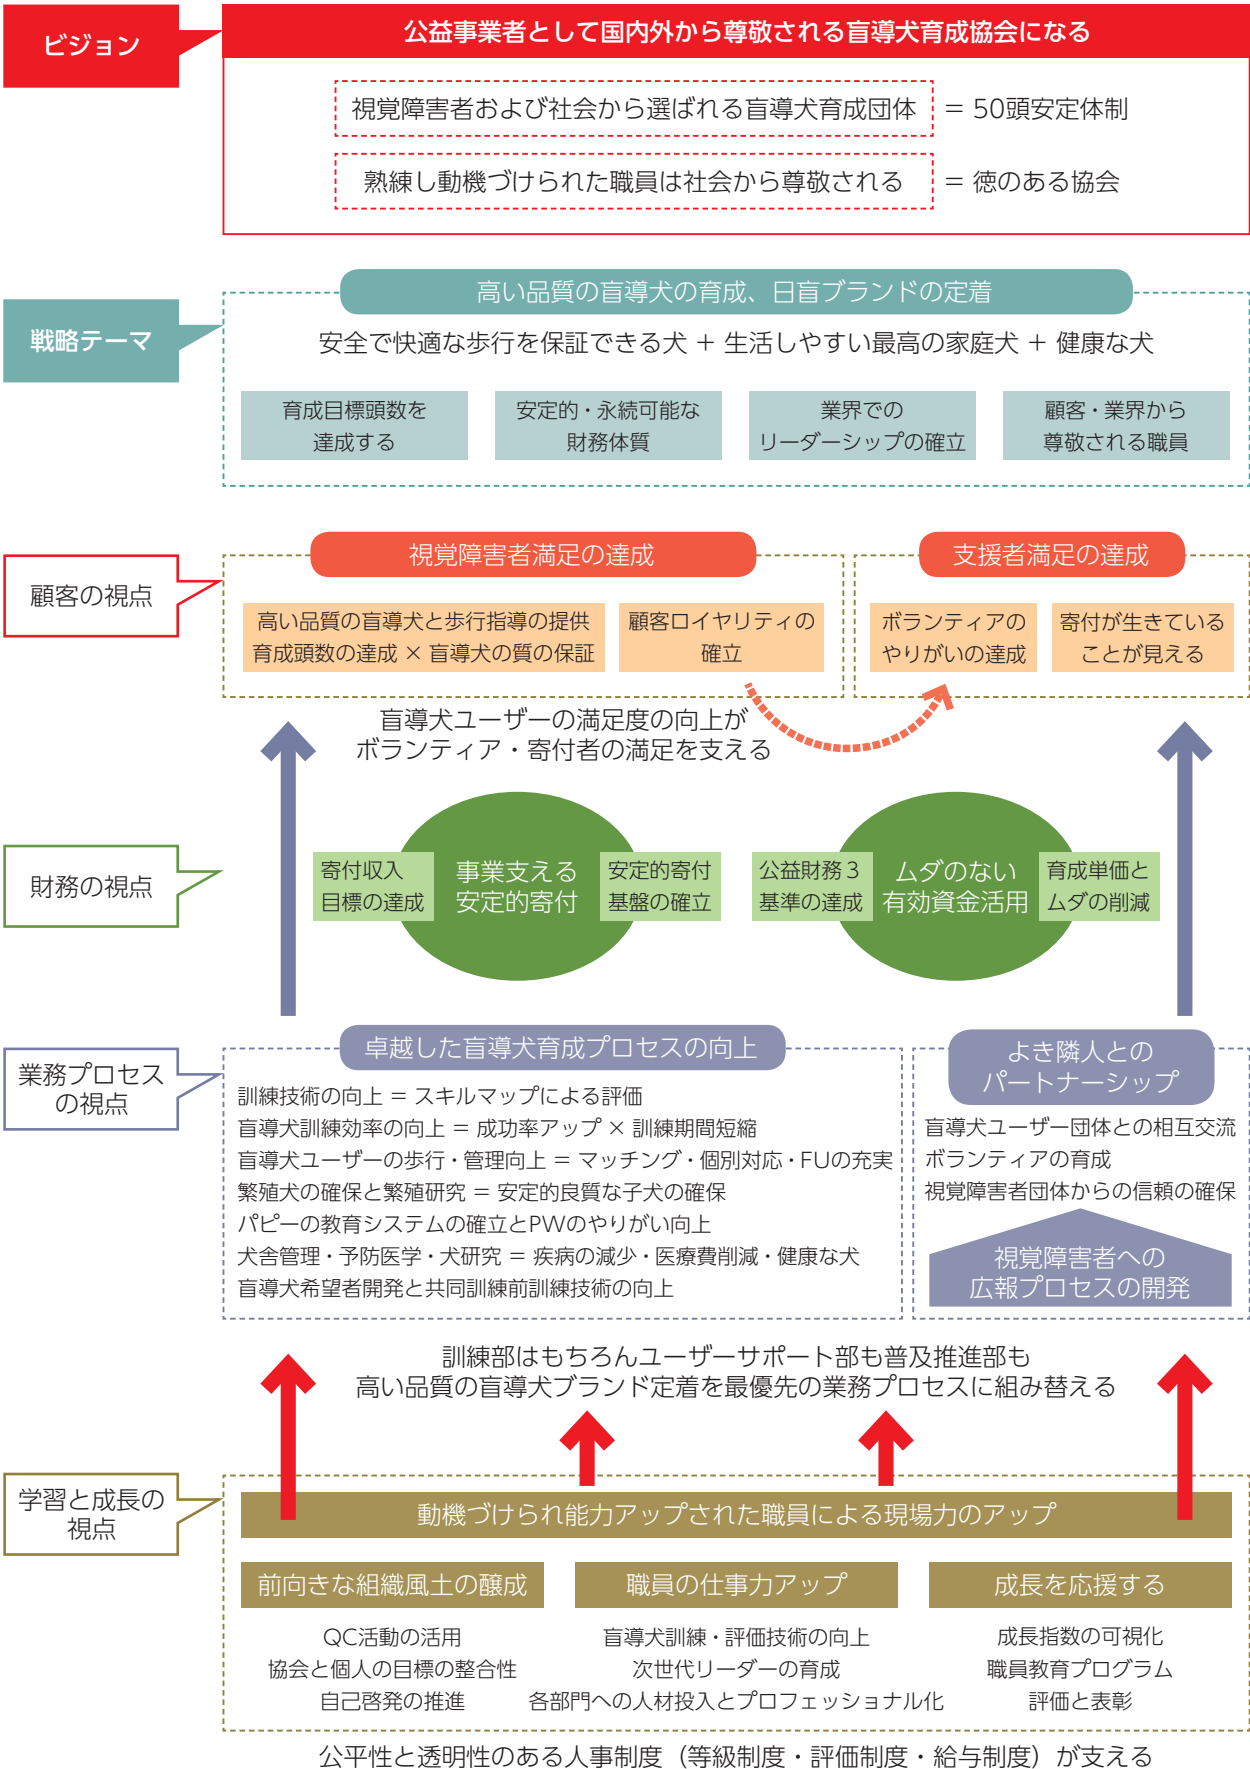 ビジョン
公益事業者として国内外から尊敬される盲導犬育成協会になる
視覚障害者および社会から選ばれる盲導犬育成団体 ＝ 50頭安定体制
熟練し動機づけられた職員は社会から尊敬される ＝ 徳のある協会
戦略テーマ
高い品質の盲導犬の育成、日盲ブランドの定着
安全で快適な歩行を保証できる犬 ＋ 生活しやすい最高の家庭犬 ＋ 健康な犬
育成目標頭数を
達成する
安定的・永続可能な
財務体質
業界での
リーダーシップの確立
顧客・業界から
尊敬される職員
顧客の視点
視覚障害者満足の達成
高い品質の盲導犬と歩行指導の提供
育成頭数の達成 × 盲導犬の質の保証
顧客ロイヤリティの
確立
支援者満足の達成
ボランティアの
やりがいの達成
寄付が生きている
ことが見える
盲導犬ユーザーの満足度の向上が
ボランティア・寄付者の満足を支える
財務の視点
寄付収入
目標の達成
事業支える
安定的寄付
安定的寄付
基盤の確立
公益財務３
基準の達成
ムダのない
有効資金活用
育成単価と
ムダの削減
業務プロセス
の視点
卓越した盲導犬育成プロセスの向上
訓練技術の向上 ＝ スキルマップによる評価
盲導犬訓練効率の向上 ＝ 成功率アップ × 訓練期間短縮
盲導犬ユーザーの歩行・管理向上 ＝ マッチング・個別対応・FUの充実
繁殖犬の確保と繁殖研究 ＝ 安定的良質な子犬の確保
パピーの教育システムの確立とPWのやりがい向上
犬舎管理・予防医学・犬研究 ＝ 疾病の減少・医療費削減・健康な犬
盲導犬希望者開発と共同訓練前訓練技術の向上
よき隣人との
パートナーシップ
盲導犬ユーザー団体との相互交流
ボランティアの育成
視覚障害者団体からの信頼の確保
視覚障害者への
広報プロセスの開発
訓練部はもちろんユーザーサポート部も普及推進部も
高い品質の盲導犬ブランド定着を最優先の業務プロセスに組み替える
学習と成長の
視点
動機づけられ能力アップされた職員による現場力のアップ
前向きな組織風土の醸成
QC活動の活用
協会と個人の目標の整合性
自己啓発の推進
職員の仕事力アップ
盲導犬訓練・評価技術の向上
次世代リーダーの育成
各部門への人材投入とプロフェッショナル化
成長を応援する
成長指数の可視化
職員教育プログラム
評価と表彰
公平性と透明性のある人事制度（等級制度・評価制度・給与制度）が支える